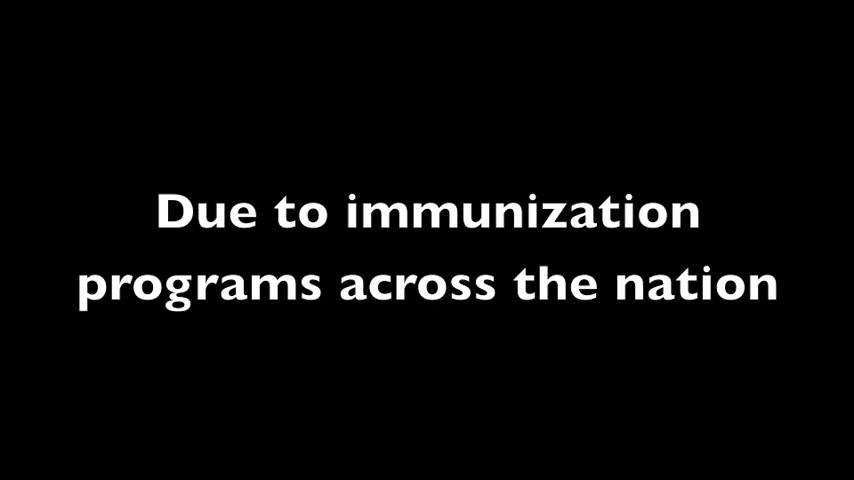 Due to immunization
programs across the nation